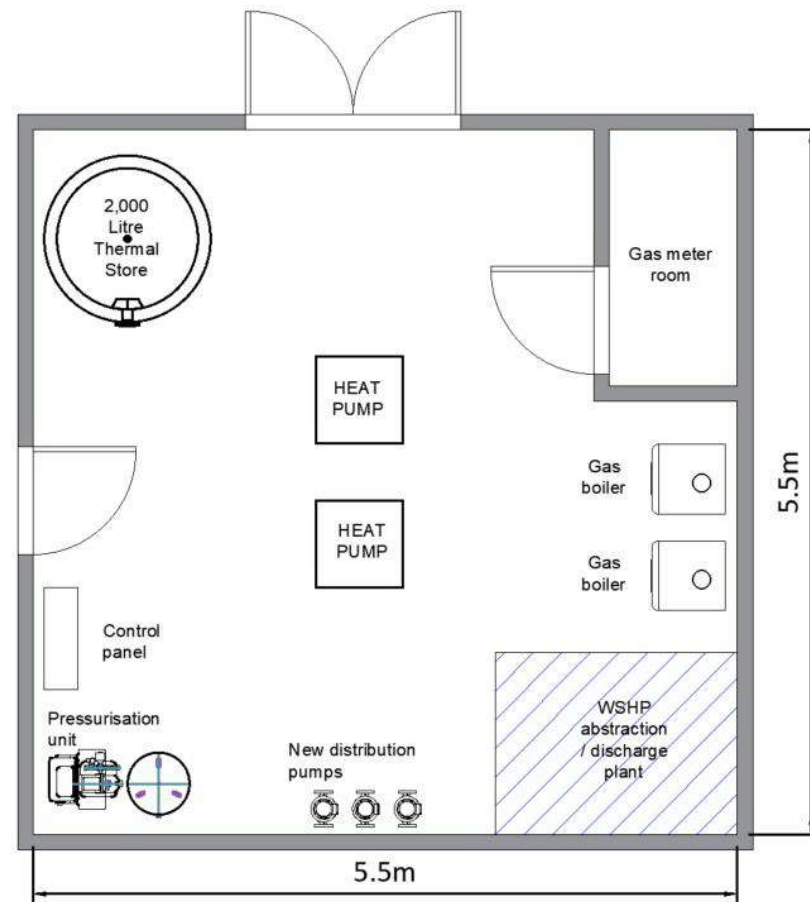 2,000
Litre
Thermal
Store
Gas meter
room
HEAT
PUMP
Gas
boiler
5.5m
HEAT
PUMP
Gas
boiler
Control
panel
Pressurisation
unit
New distribution
pumps
WSHP
abstraction
/ discharge
plant
5.5m